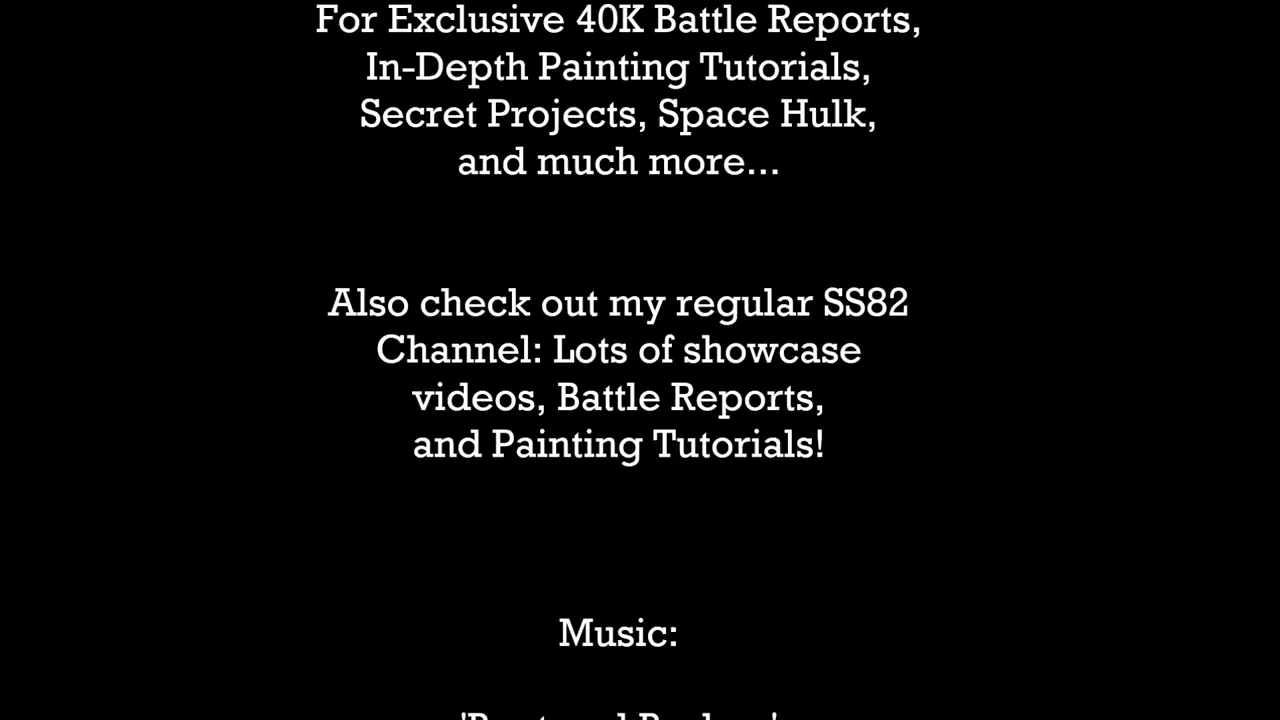 For Exclusive 40K Battle Reports,
In-Depth Painting Tutorials,
Secret Projects, Space Hulk,
and much more...
Also check out my regular SS82
Channel: Lots of showcase
videos, Battle Reports,
and Painting Tutorials!
Music: